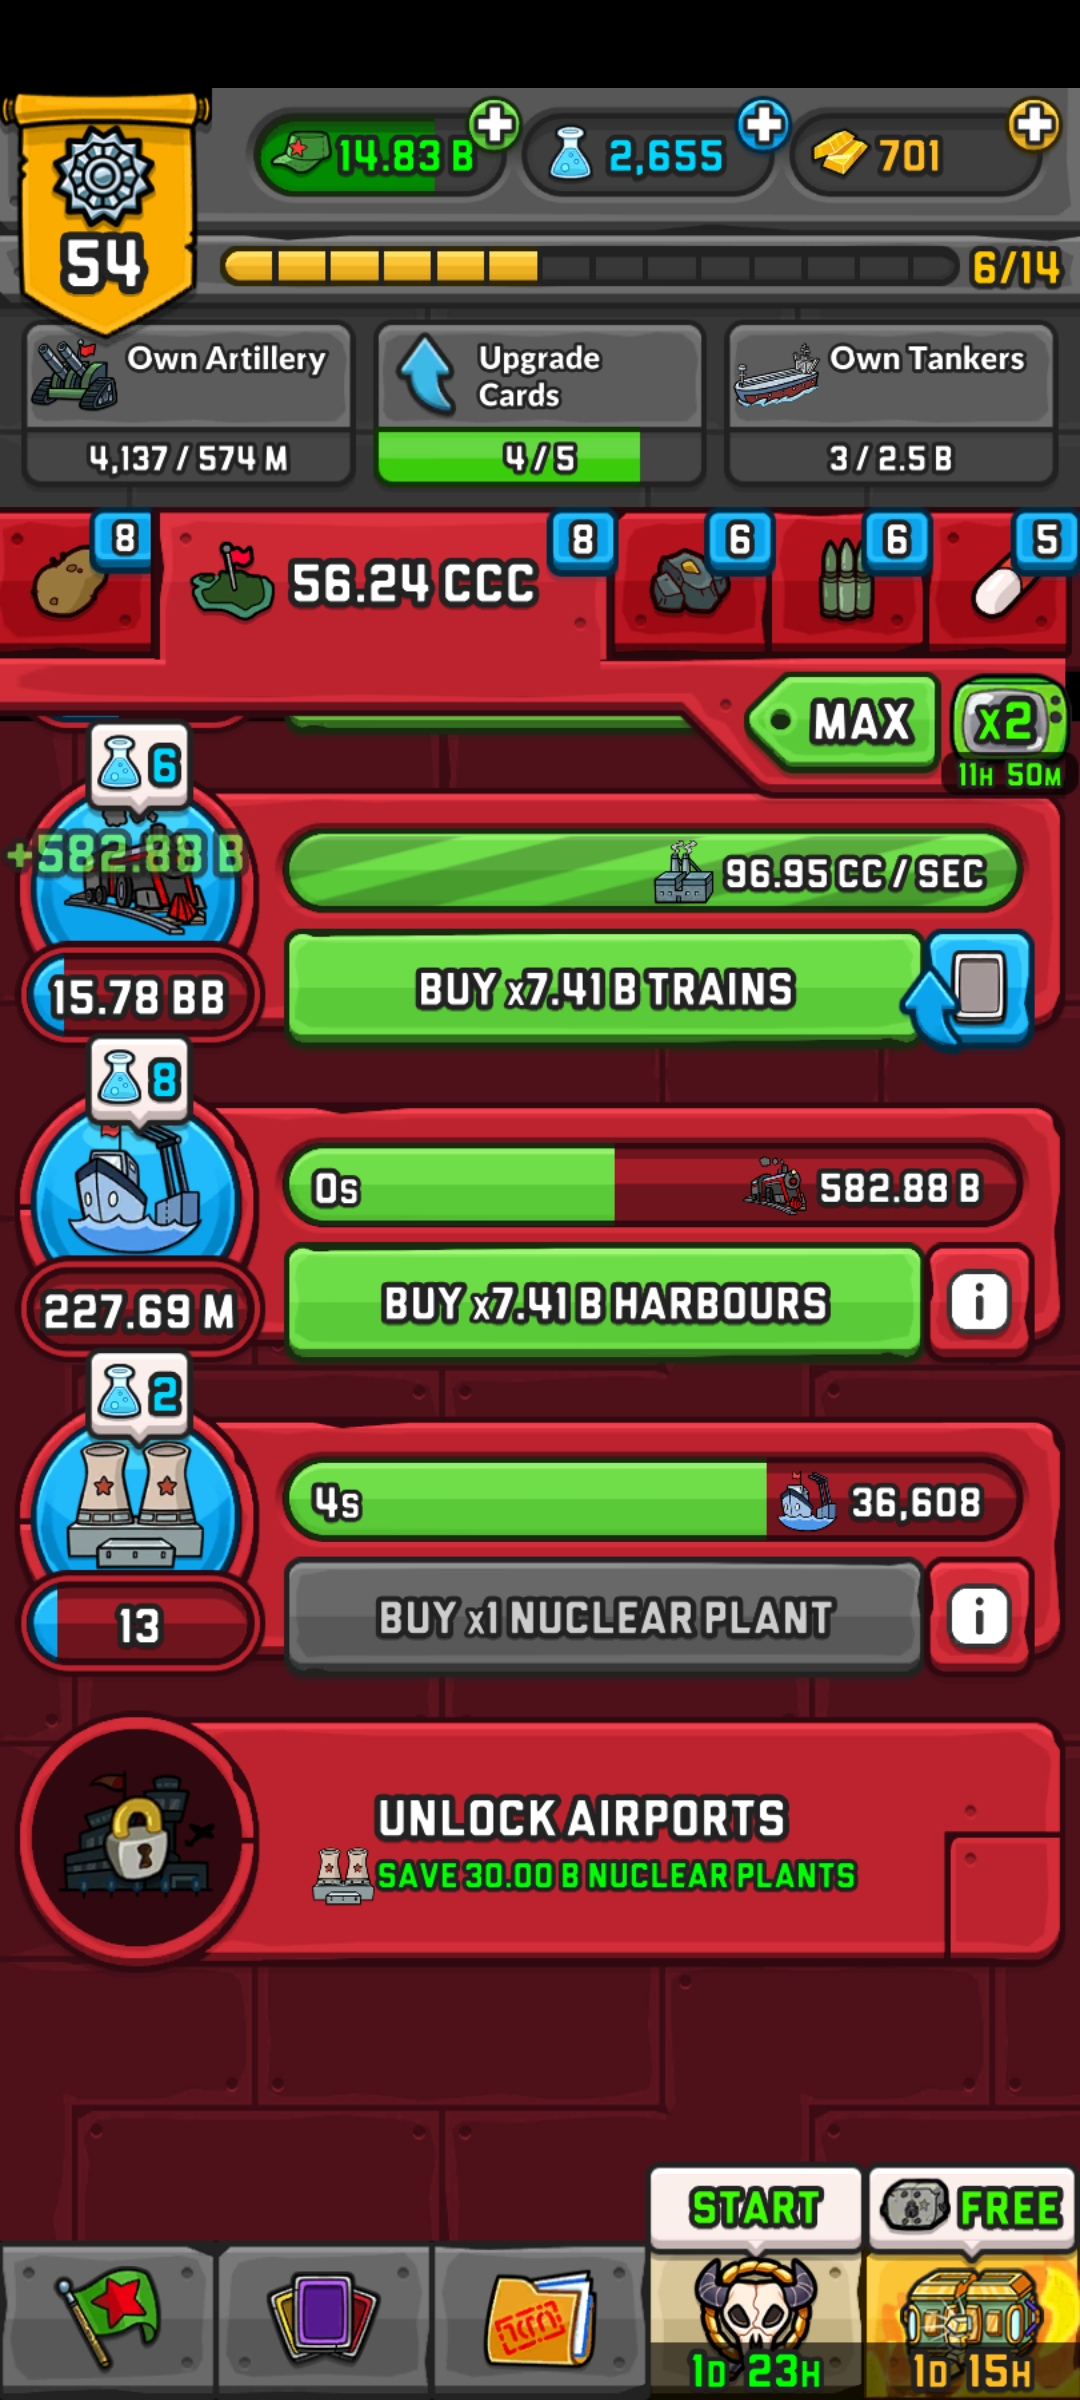 14.83 B
2,655
701
54
6/14
Own Artillery
4,137 / 574 M
Upgrade
Cards
4 / 5
Own Tankers
3 / 2.5 B
8
56.24 CCC
8
6
6
5
MAX
x2
11H 50M
6
+582.88 B
96.95 CC / SEC
15.78 BB
BUY x7.41 B TRAINS
8
0s
582.88 B
227.69 M
BUY x7.41 B HARBOURS
i
2
4s
36,608
13
BUY x1 NUCLEAR PLANT
i
UNLOCK AIRPORTS
SAVE 30.00 B NUCLEAR PLANTS
START
FREE
1D 23H
1D 15H